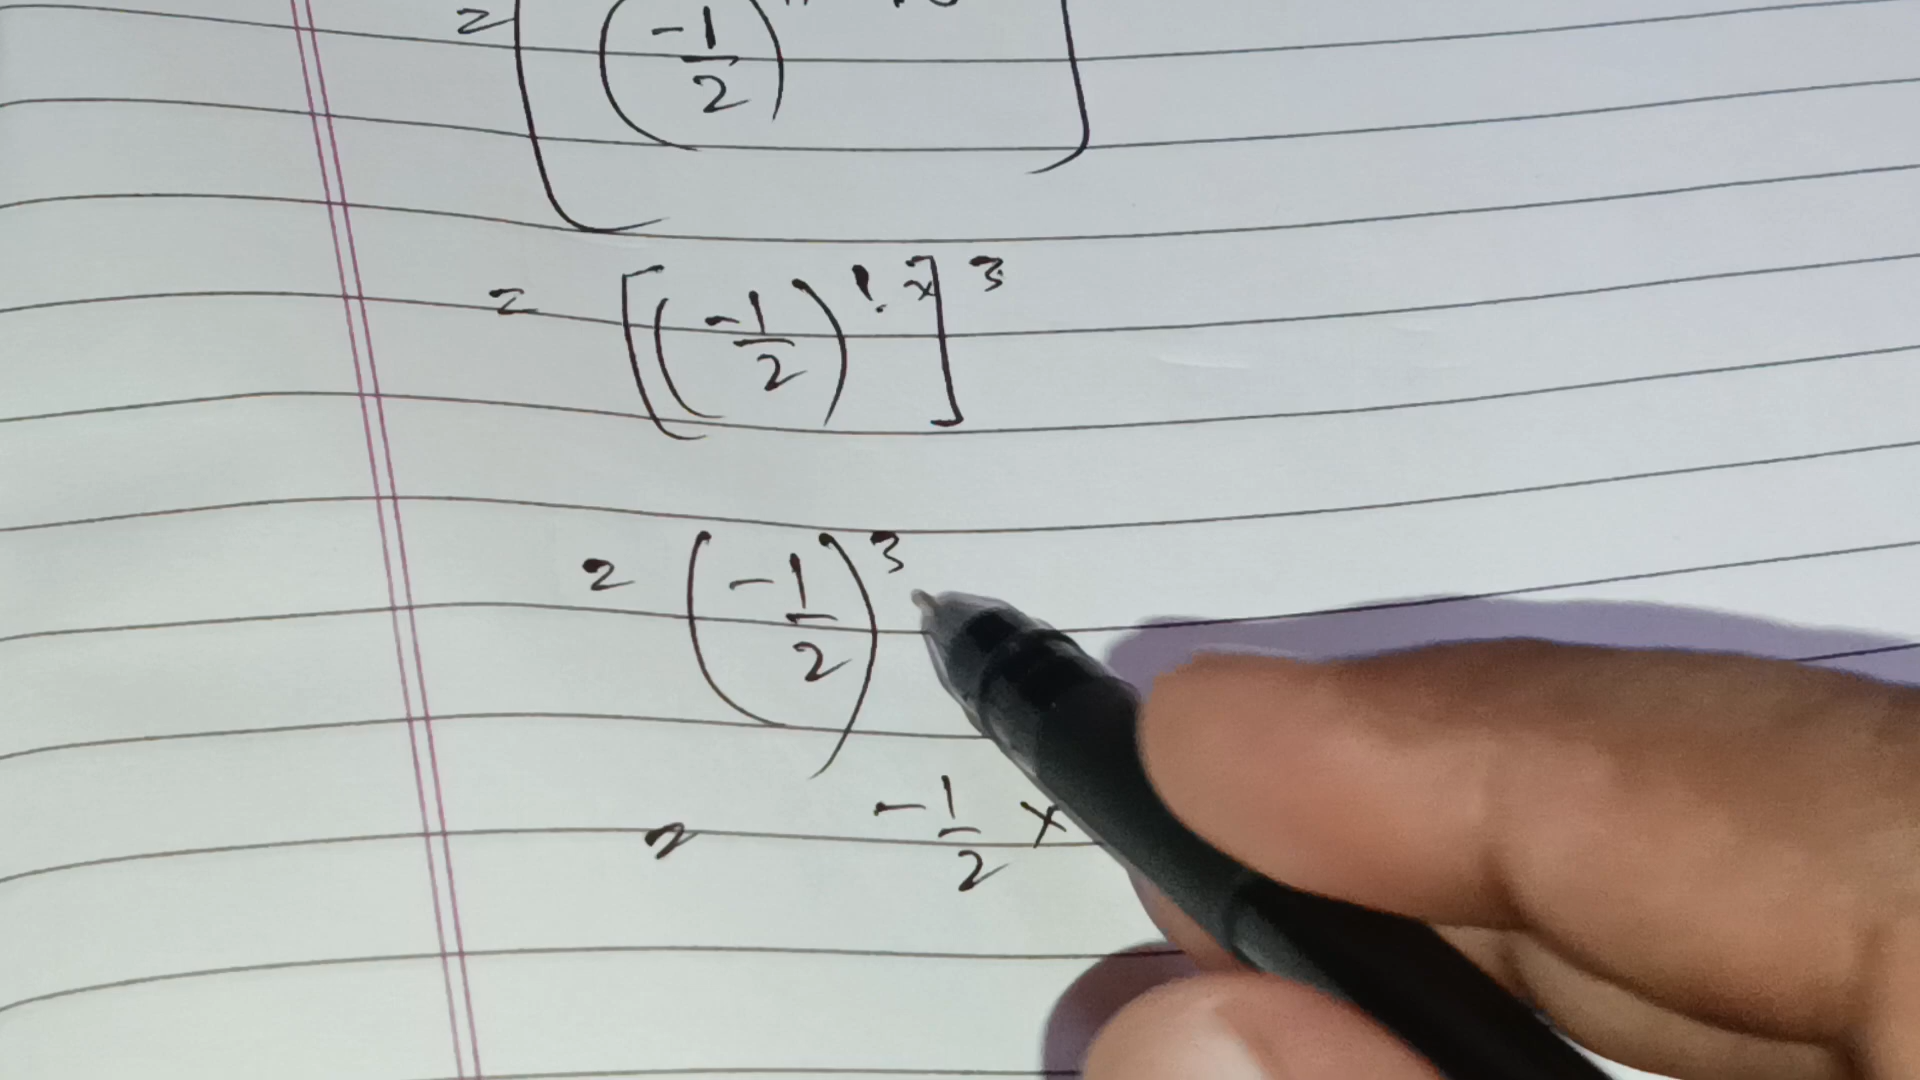 = [(-1/2)
= [(-1/2)^1]^3
= (-1/2)^3
= -1/2 ×